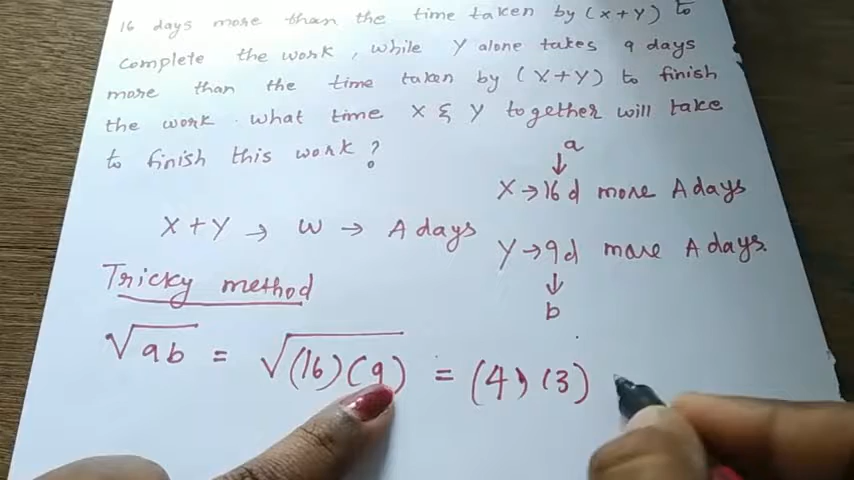 16 days more than the time taken by (x+Y) to
complete the work, while Y alone takes 9 days
more than the time taken by (X+Y) to finish
the work. What time X & Y together will take
to finish this work?
a
↓
X → 16d more A days
X+Y → W → A days
Y → 9d more A days.
↓
b
Tricky method
√ab = √(16)(9) = (4)(3)